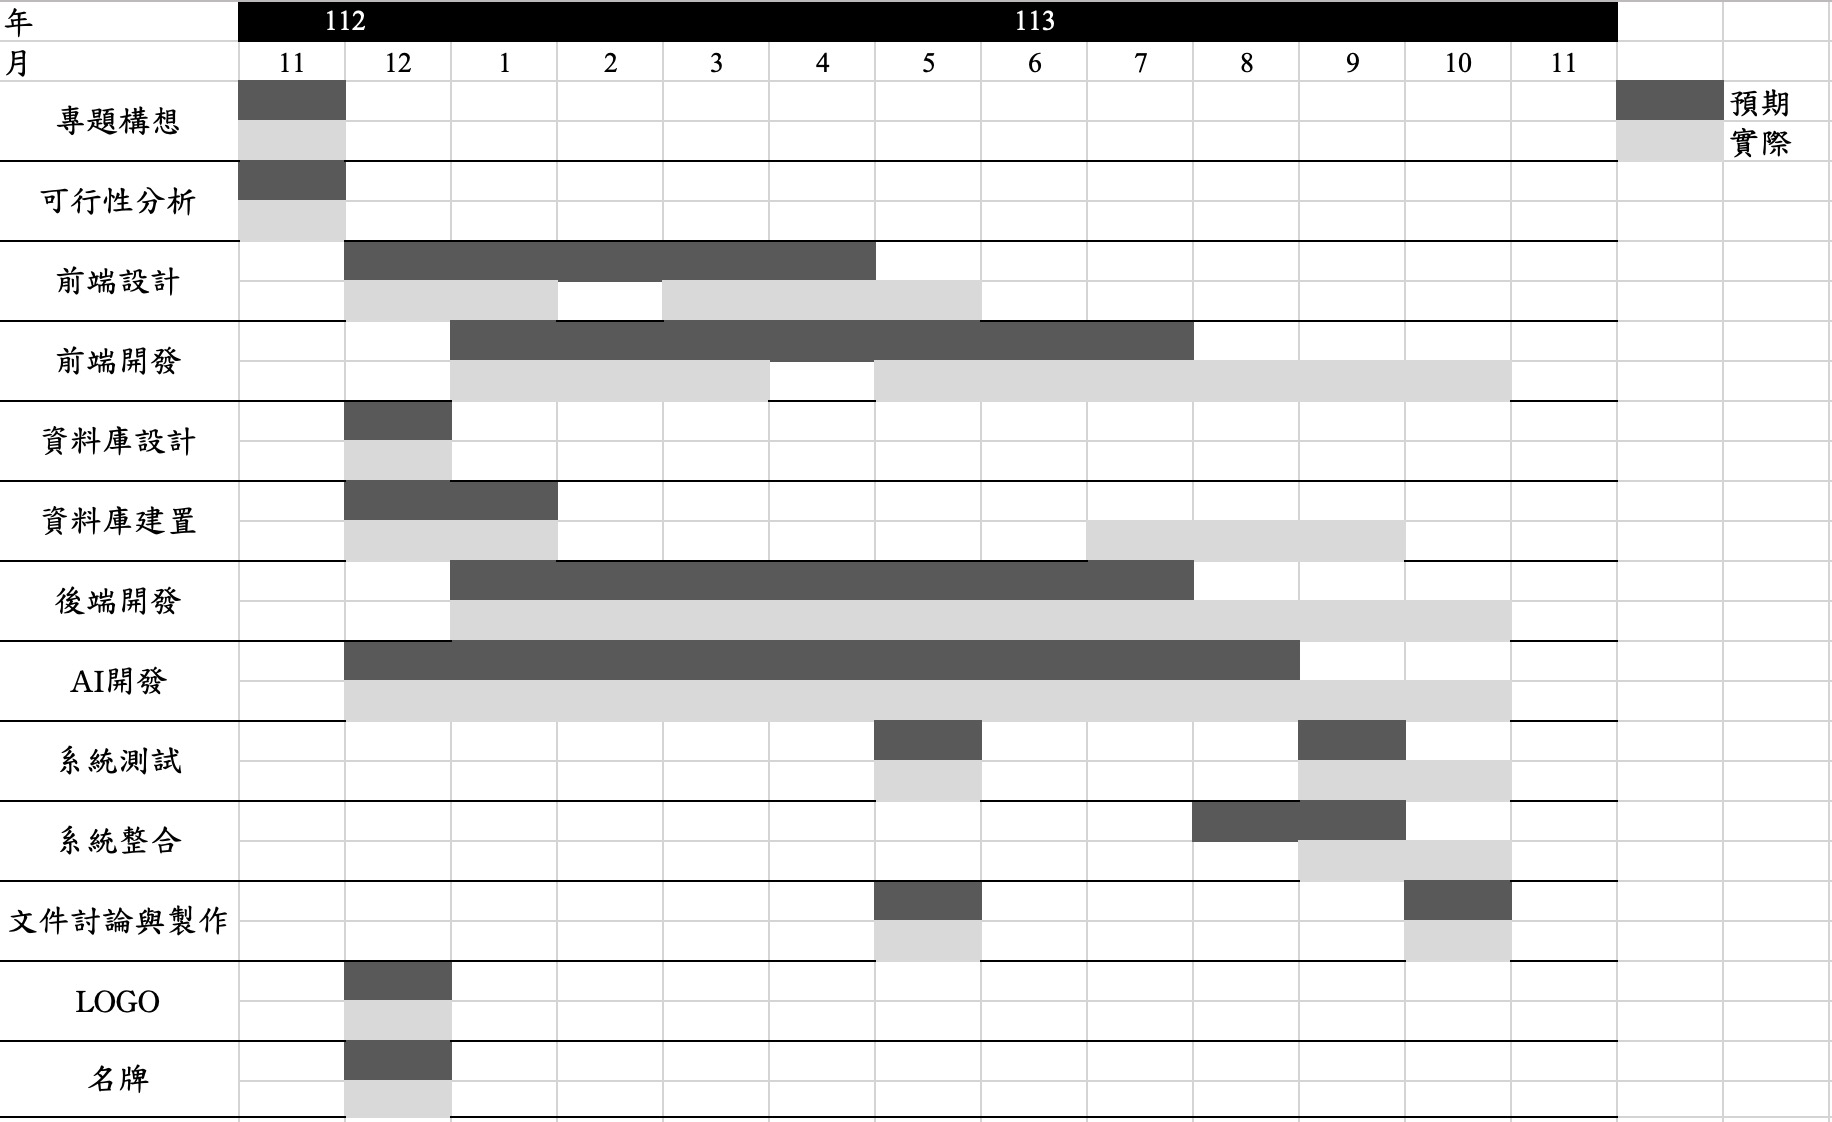 年 112 113
月 11 12 1 2 3 4 5 6 7 8 9 10 11
專題構想
預期
實際
可行性分析
前端設計
前端開發
資料庫設計
資料庫建置
後端開發
AI開發
系統測試
系統整合
文件討論與製作
LOGO
名牌